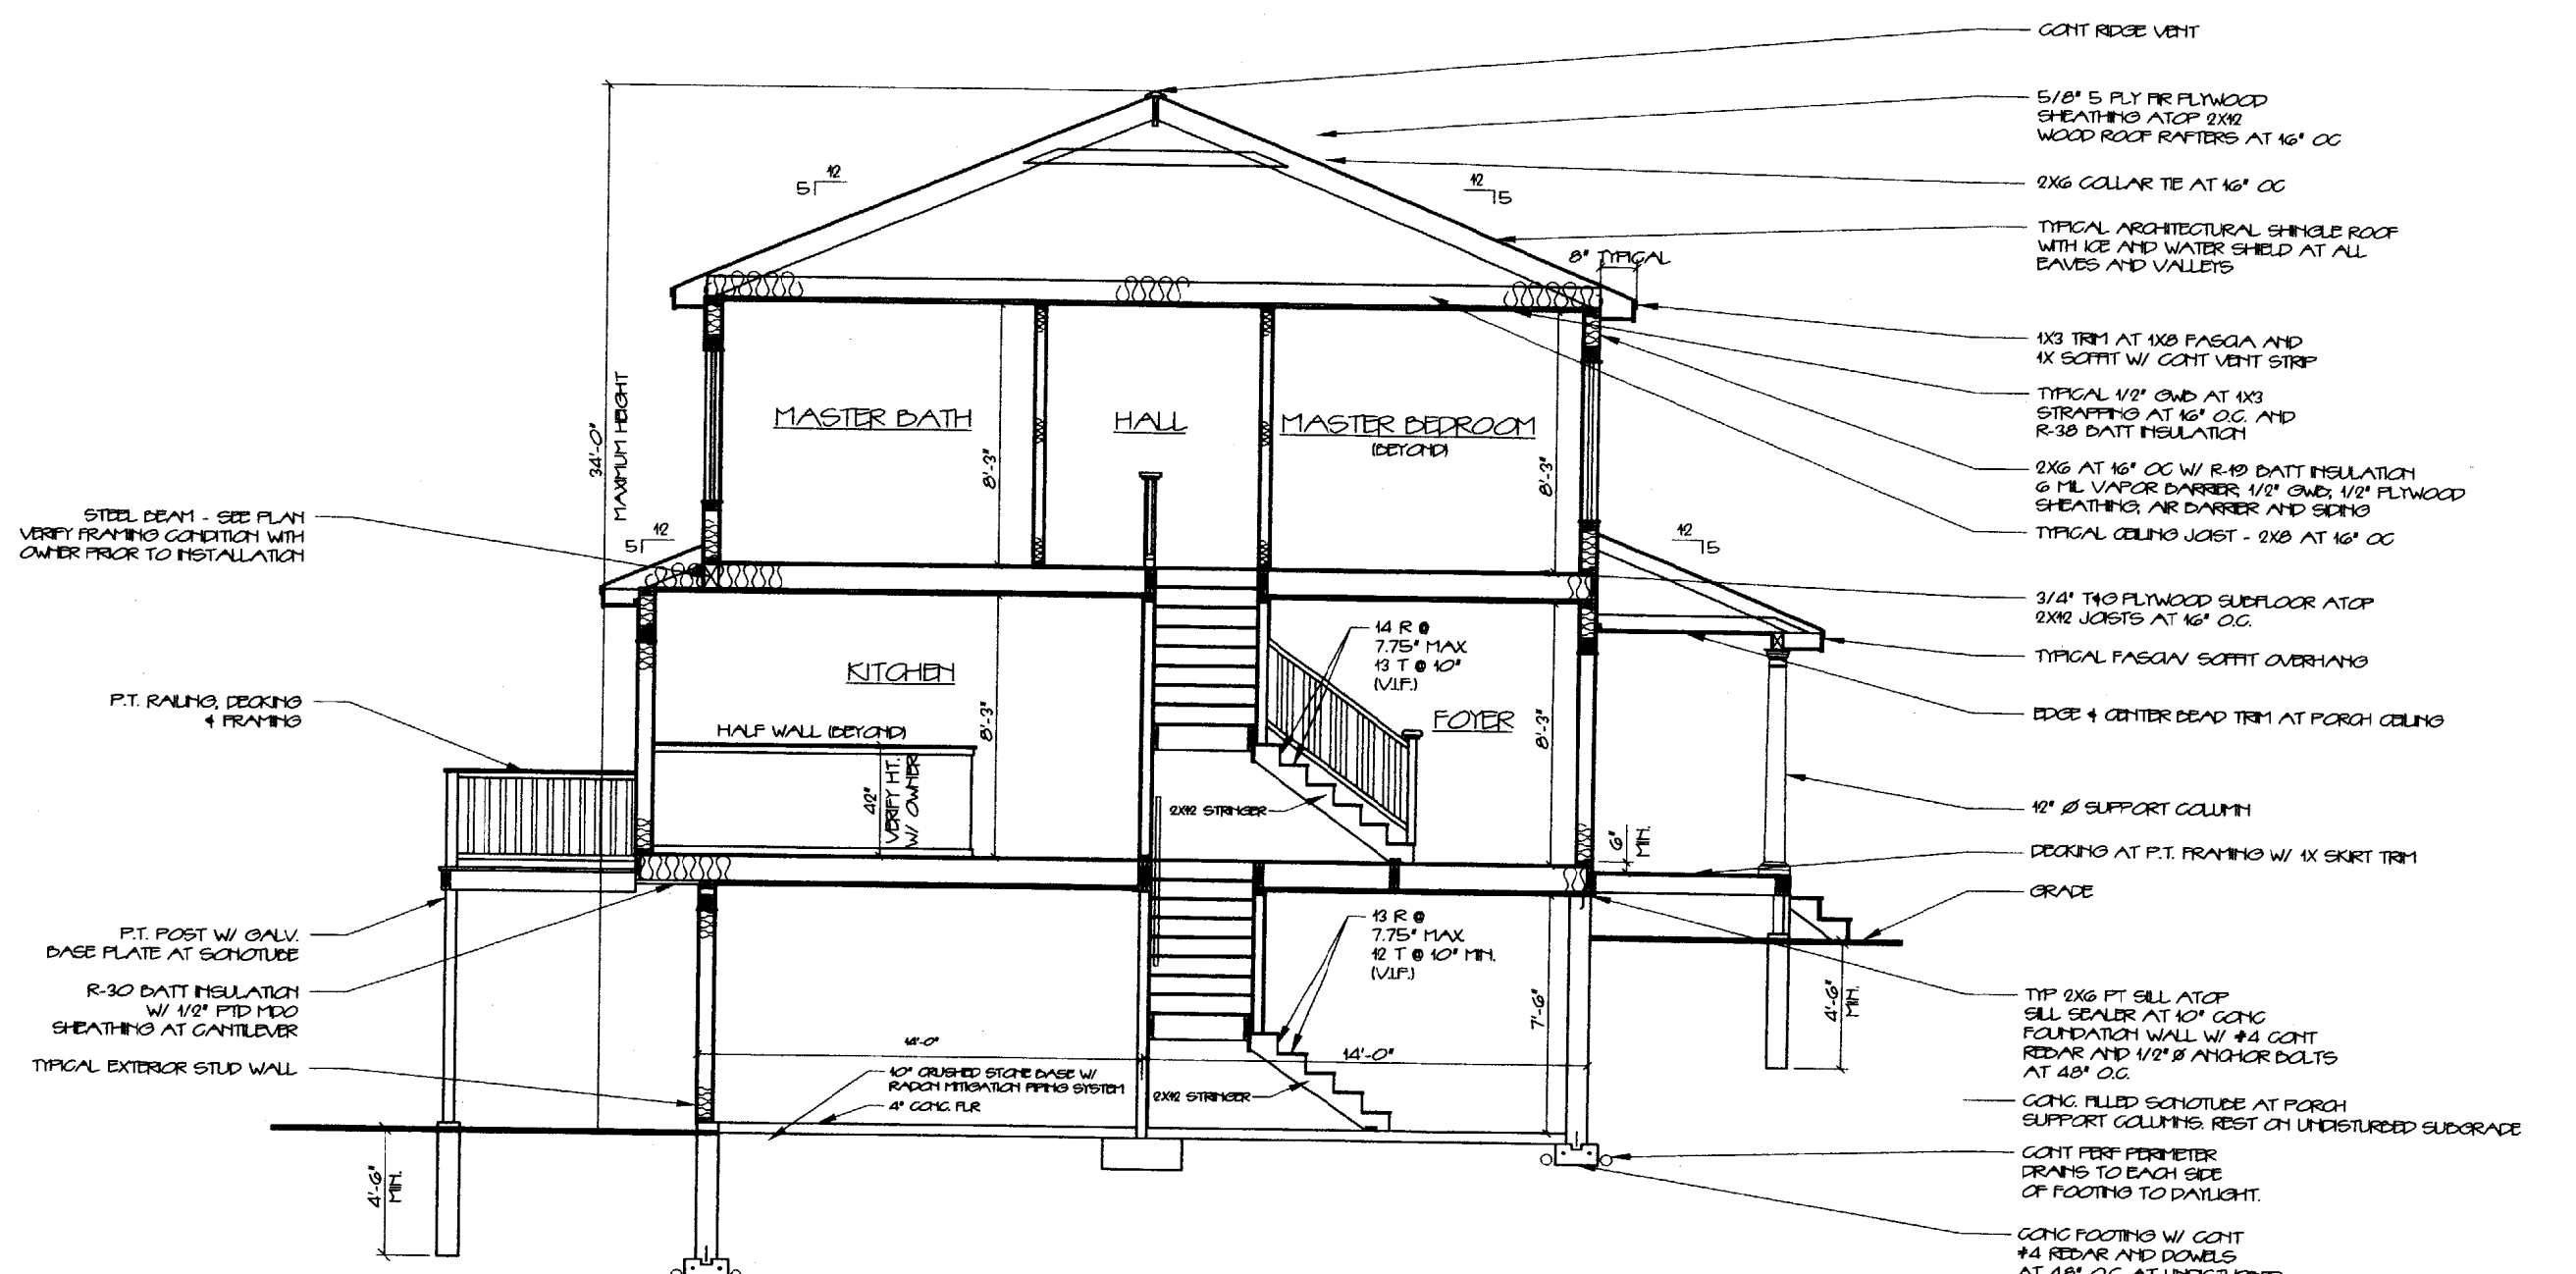 CONT RIDGE VENT
5/8" 5 PLY FIR PLYWOOD
SHEATHING ATOP 2X12
WOOD ROOF RAFTERS AT 16" OC
12
5
12
5
2X6 COLLAR TIE AT 16" OC
TYPICAL ARCHITECTURAL SHINGLE ROOF
WITH ICE AND WATER SHIELD AT ALL
EAVES AND VALLEYS
8" TYPICAL
1X3 TRIM AT 1X8 FASCIA AND
1X SOFFIT W/ CONT VENT STRIP
TYPICAL 1/2" GWB AT 1X3
STRAPPING AT 16" O.C. AND
R-38 BATT INSULATION
34'-0"
MAXIMUM HEIGHT
MASTER BATH
HALL
MASTER BEDROOM
(BEYOND)
8'-3"
8'-3"
2X6 AT 16" OC W/ R-19 BATT INSULATION
6 MIL VAPOR BARRIER, 1/2" GWB, 1/2" PLYWOOD
SHEATHING, AIR BARRIER AND SIDING
TYPICAL CEILING JOIST - 2X8 AT 16" OC
STEEL BEAM - SEE PLAN
VERIFY FRAMING CONDITION WITH
OWNER PRIOR TO INSTALLATION
12
5
12
5
3/4" T&G PLYWOOD SUBFLOOR ATOP
2X12 JOISTS AT 16" O.C.
14 R @
7.75" MAX
13 T @ 10"
(V.I.F.)
TYPICAL FASCIA/ SOFFIT OVERHANG
KITCHEN
FOYER
8'-3"
8'-3"
P.T. RAILING, DECKING
& FRAMING
HALF WALL (BEYOND)
EDGE & CENTER BEAD TRIM AT PORCH CEILING
42"
VERIFY HT.
W/ OWNER
2X12 STRINGER
12" Ø SUPPORT COLUMN
6"
MIN.
DECKING AT P.T. FRAMING W/ 1X SKIRT TRIM
GRADE
P.T. POST W/ GALV.
BASE PLATE AT SONOTUBE
13 R @
7.75" MAX
12 T @ 10" MIN.
(V.I.F.)
R-30 BATT INSULATION
W/ 1/2" PTD MDO
SHEATHING AT CANTILEVER
7'-6"
4'-6"
MIN.
TYP 2X6 PT SILL ATOP
SILL SEALER AT 10" CONC
FOUNDATION WALL W/ #4 CONT
REBAR AND 1/2" Ø ANCHOR BOLTS
AT 48" O.C.
14'-0"
14'-0"
TYPICAL EXTERIOR STUD WALL
10" CRUSHED STONE BASE W/
RADON MITIGATION PIPING SYSTEM
4" CONC. FLR
2X12 STRINGER
CONC. FILLED SONOTUBE AT PORCH
SUPPORT COLUMNS. REST ON UNDISTURBED SUBGRADE
4'-6"
MIN.
CONT PERF PERIMETER
DRAINS TO EACH SIDE
OF FOOTING TO DAYLIGHT.
CONC FOOTING W/ CONT
#4 REBAR AND DOWELS
AT 48" O.C. AT UNDISTURBED